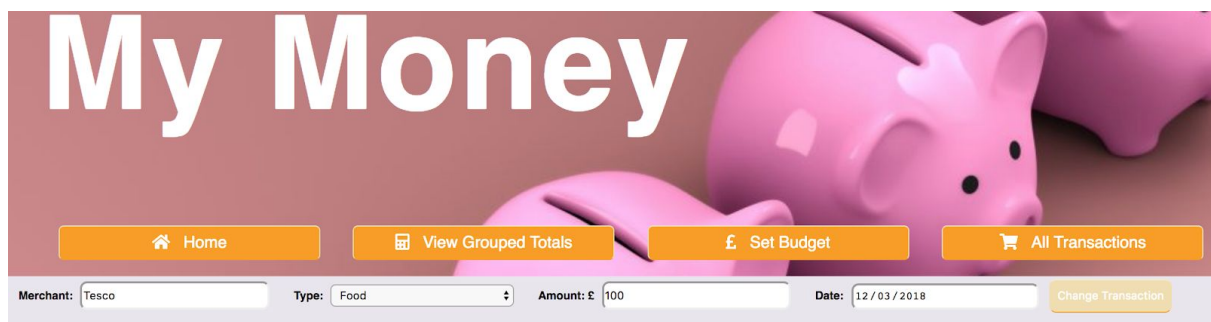 My Money
Home View Grouped Totals £ Set Budget All Transactions
Merchant: Tesco Type: Food Amount: £ 100 Date: 12/03/2018 Change Transaction